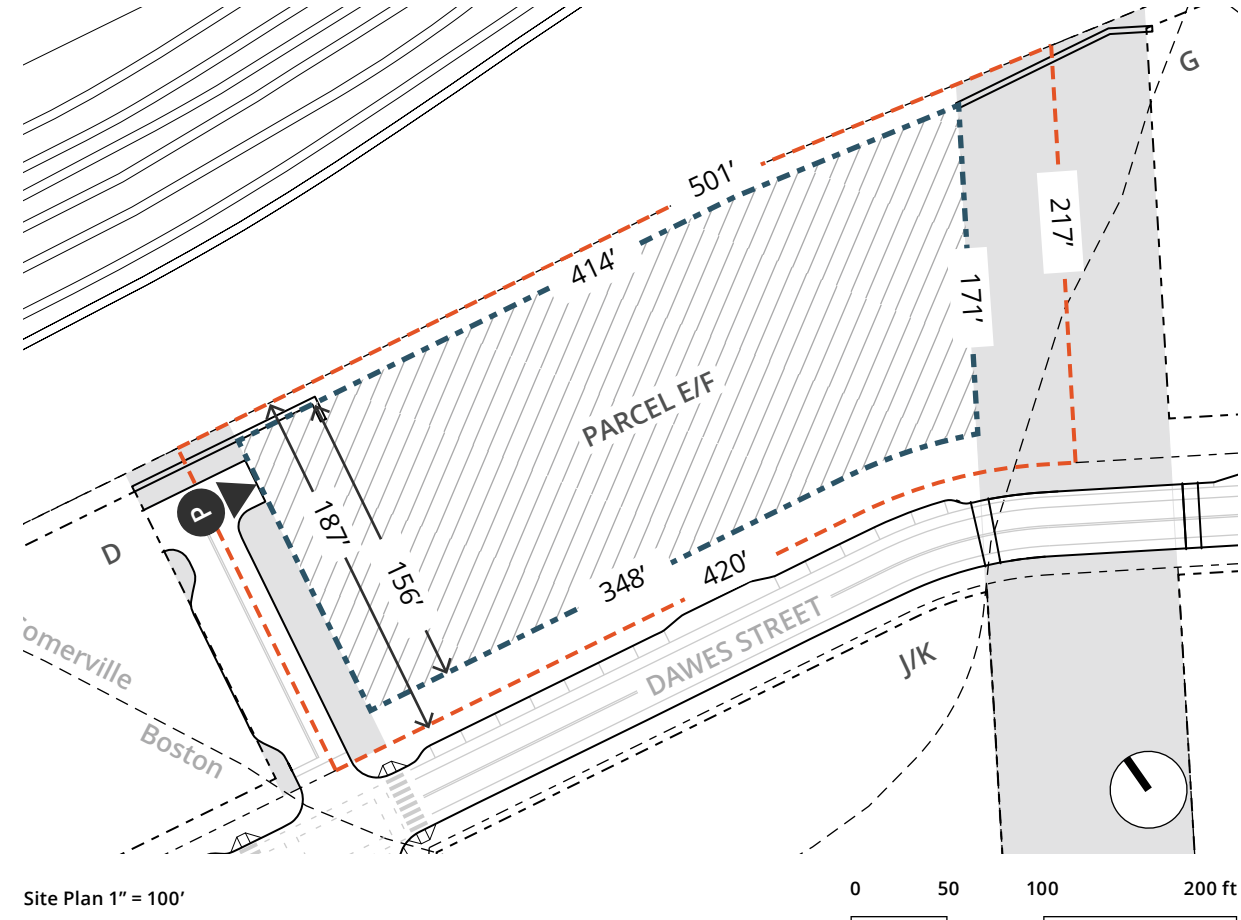 G
501′
217′
414′
171′
PARCEL E/F
187′
156′
P
D
348′
420′
DAWES STREET
J/K
omerville
Boston
Site Plan 1” = 100′
0 50 100 200 ft